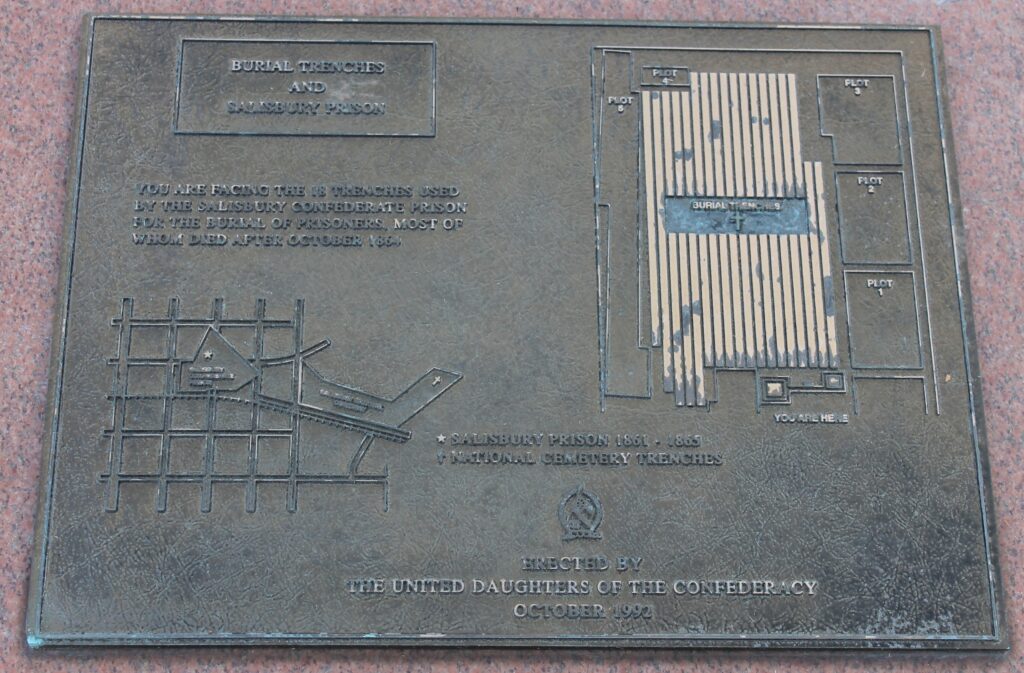 BURIAL TRENCHES
AND
SALISBURY PRISON
YOU ARE FACING THE 18 TRENCHES USED
BY THE SALISBURY CONFEDERATE PRISON
FOR THE BURIAL OF PRISONERS, MOST OF
WHOM DIED AFTER OCTOBER 1864
PLOT
4
PLOT
3
PLOT
PLOT
2
BURIAL TRENCHES
PLOT
1
YOU ARE HERE
★ SALISBURY PRISON 1861 - 1865
† NATIONAL CEMETERY TRENCHES
ERECTED BY
THE UNITED DAUGHTERS OF THE CONFEDERACY
OCTOBER 1992